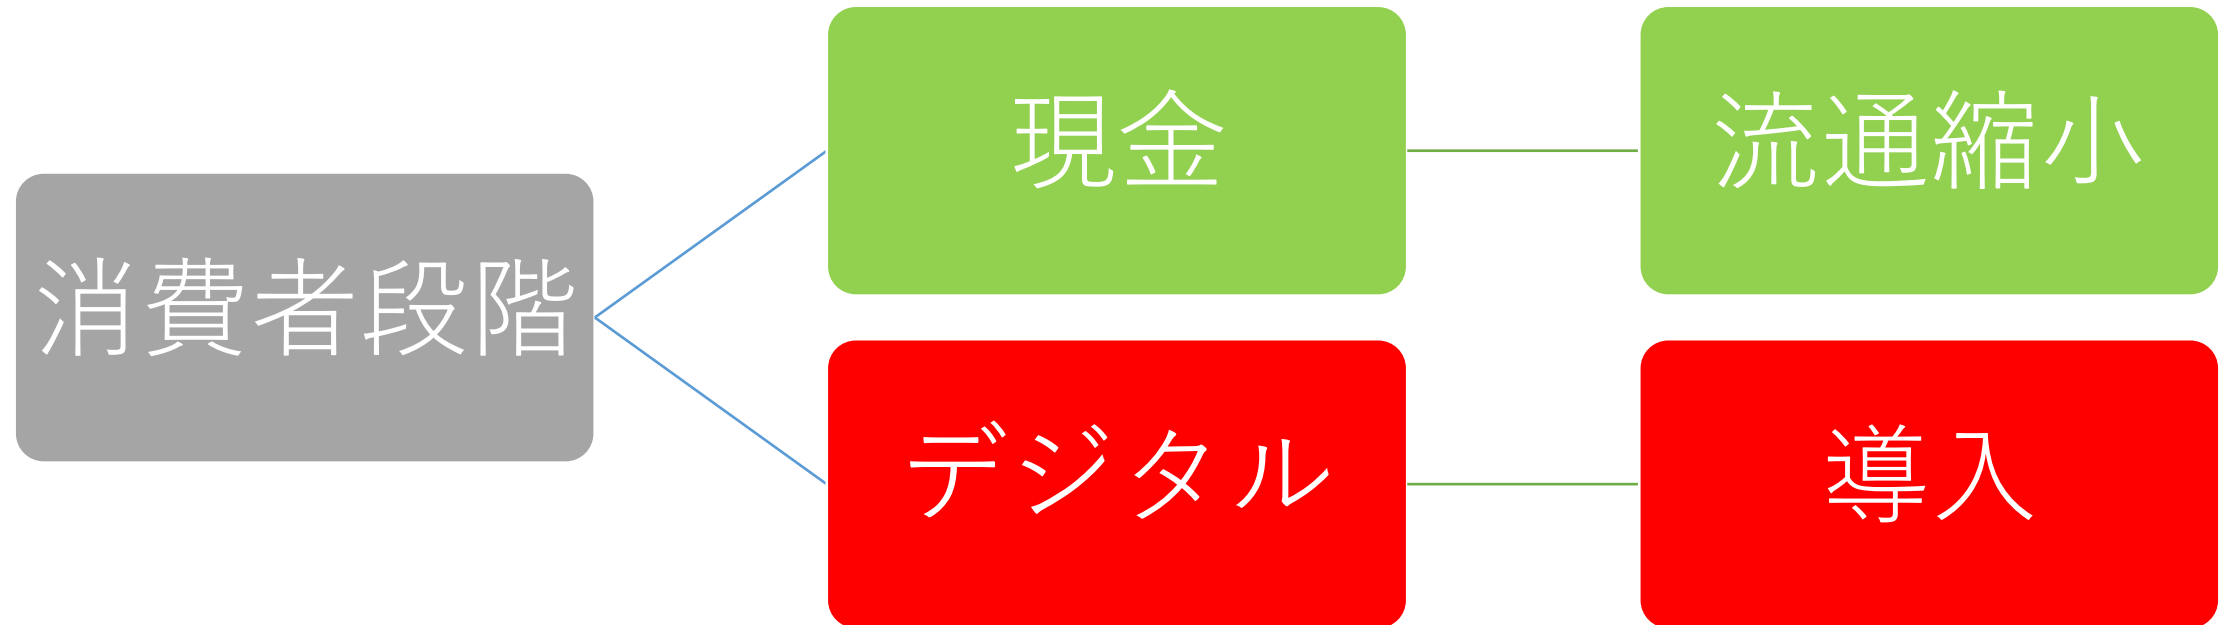 消費者段階
現金
流通縮小
デジタル
導入